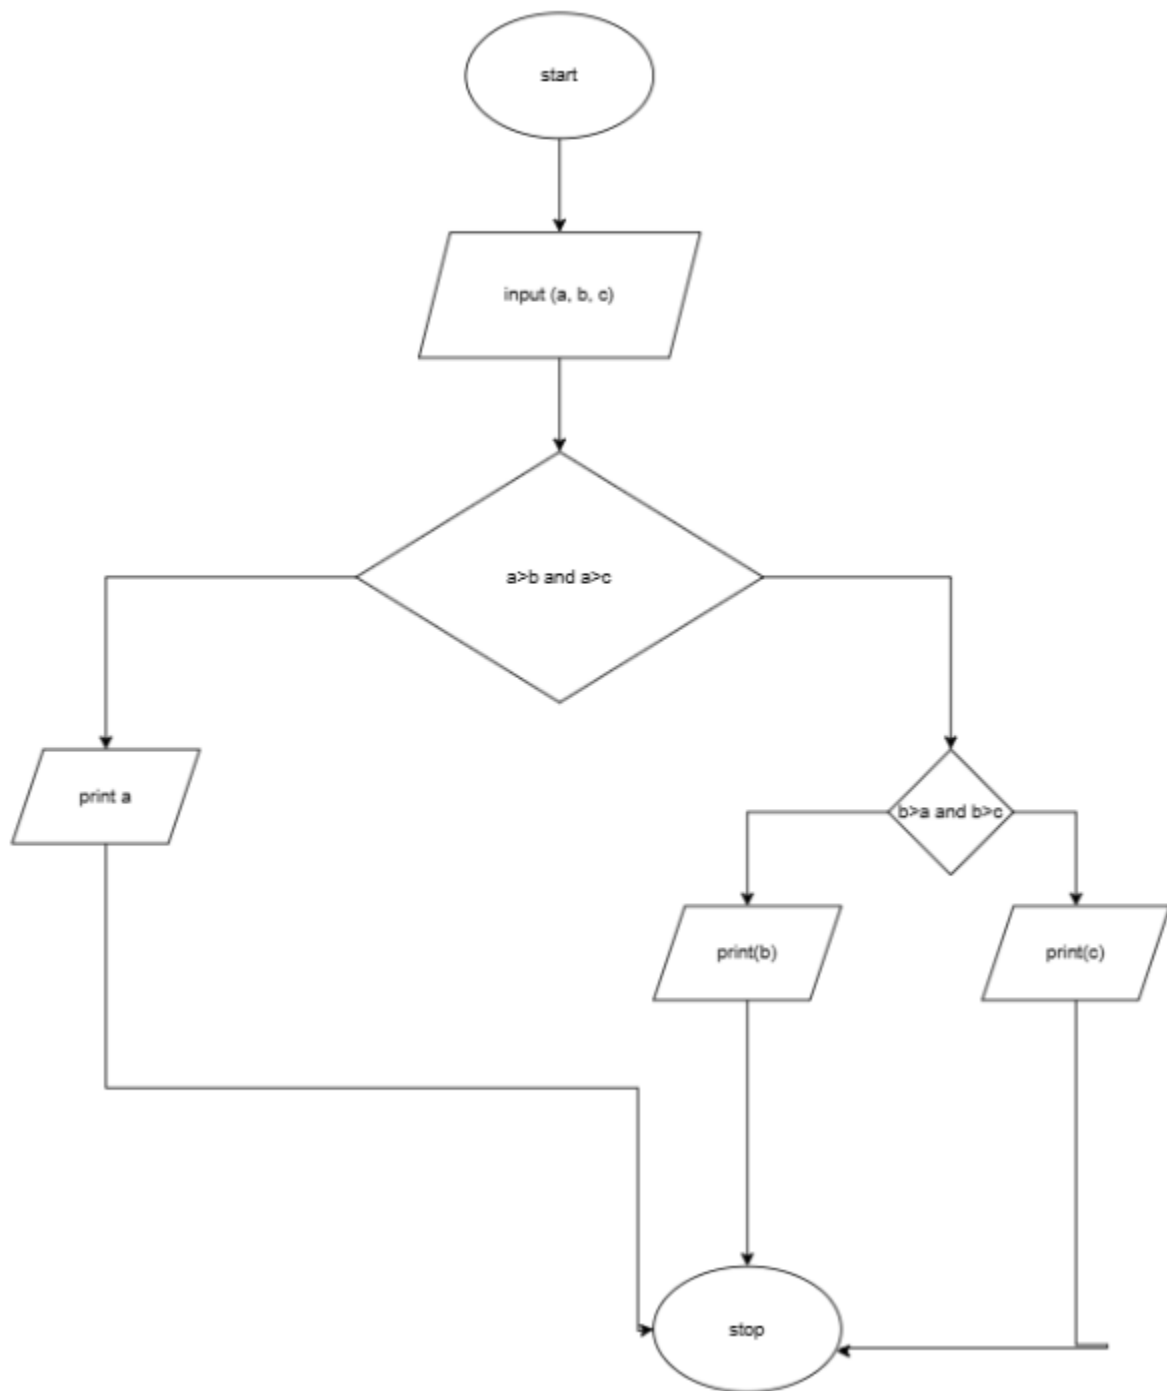 start
input (a, b, c)
a>b and a>c
print a
b>a and b>c
print(b)
print(c)
stop